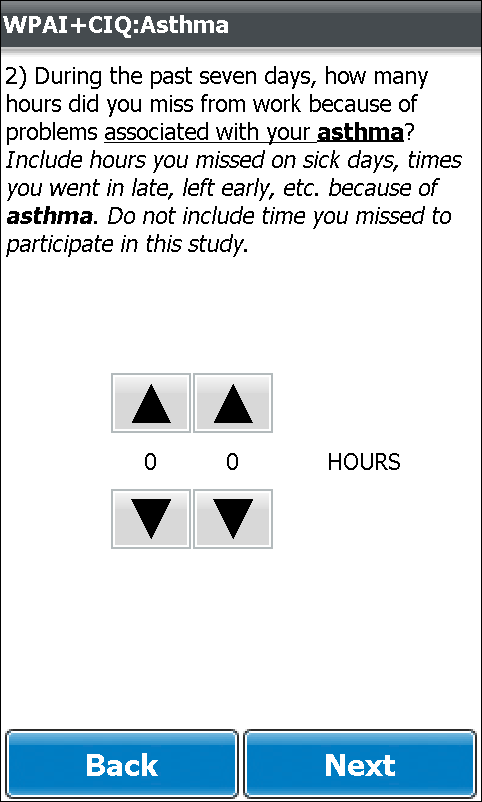 WPAI+CIQ:Asthma
2) During the past seven days, how many
hours did you miss from work because of
problems associated with your asthma?
Include hours you missed on sick days, times
you went in late, left early, etc. because of
asthma. Do not include time you missed to
participate in this study.
0 0 HOURS
Back Next